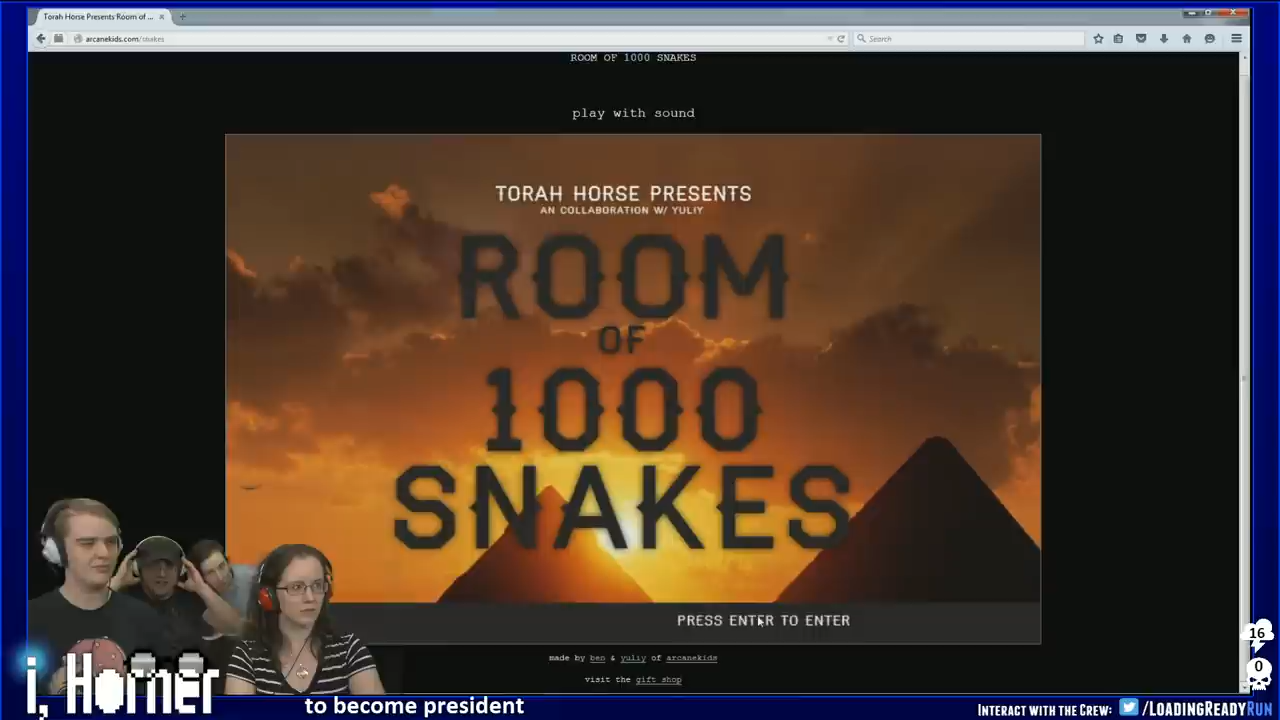 Torah Horse Presents Room of ...
arcanekids.com/snakes
Search
ROOM OF 1000 SNAKES
play with sound
TORAH HORSE PRESENTS
AN COLLABORATION W/ YULIY
ROOM
OF
1000
SNAKES
PRESS ENTER TO ENTER
made by ben & yuliy of arcanekids
visit the gift shop
16
0
i, Horner
to become president
INTERACT WITH THE CREW: /LOADINGREADYRUN